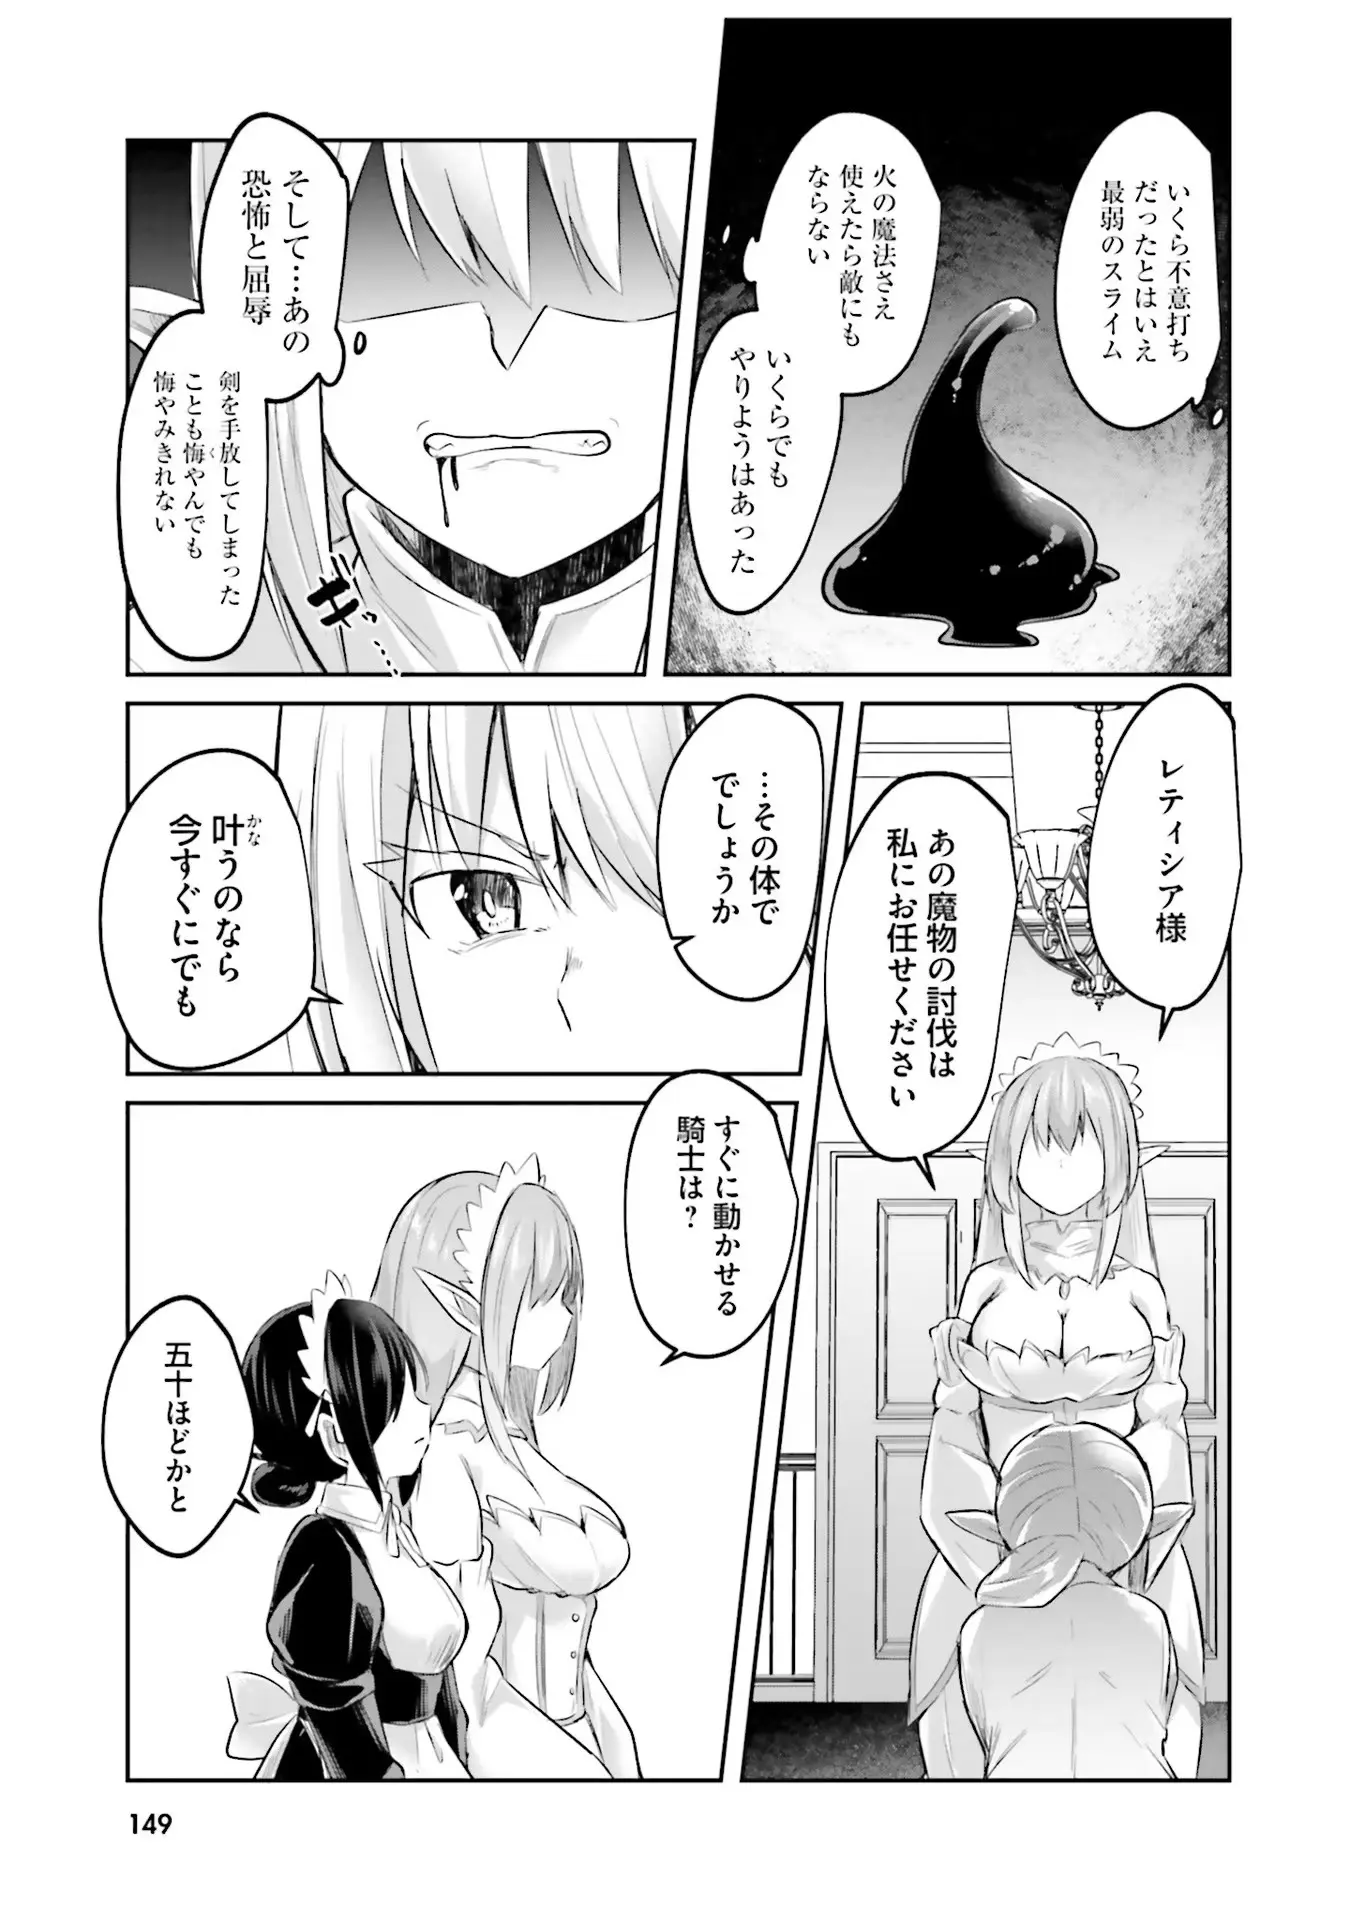 いくら不意打ち
だったとはいえ
最弱のスライム
火の魔法さえ
使えたら敵にも
ならない
いくらでも
やりようはあった
そして…あの
恐怖と屈辱
剣を手放してしまった
ことも悔やんでも
く
悔やみきれない
ギ…
レティシア様
あの魔物の討伐は
私にお任せください
…その体で
でしょうか
叶うのなら
かな
今すぐにでも
すぐに動かせる
騎士は?
五十ほどかと
149